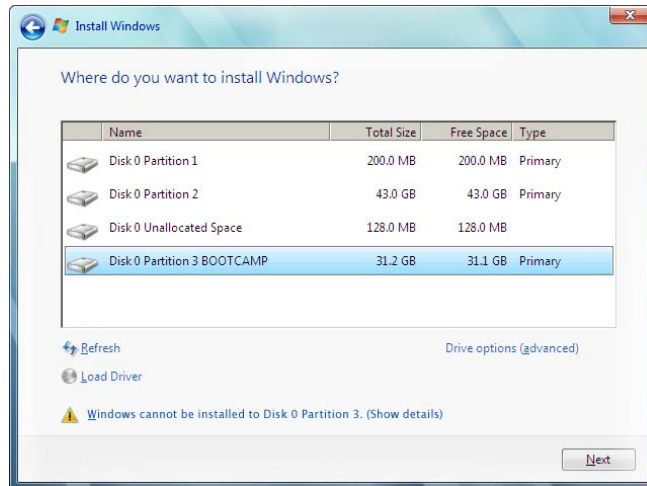 Install Windows
Where do you want to install Windows?
Name Total Size Free Space Type
Disk 0 Partition 1 200.0 MB 200.0 MB Primary
Disk 0 Partition 2 43.0 GB 43.0 GB Primary
Disk 0 Unallocated Space 128.0 MB 128.0 MB
Disk 0 Partition 3 BOOTCAMP 31.2 GB 31.1 GB Primary
Refresh Drive options (advanced)
Load Driver
Windows cannot be installed to Disk 0 Partition 3. (Show details)
Next